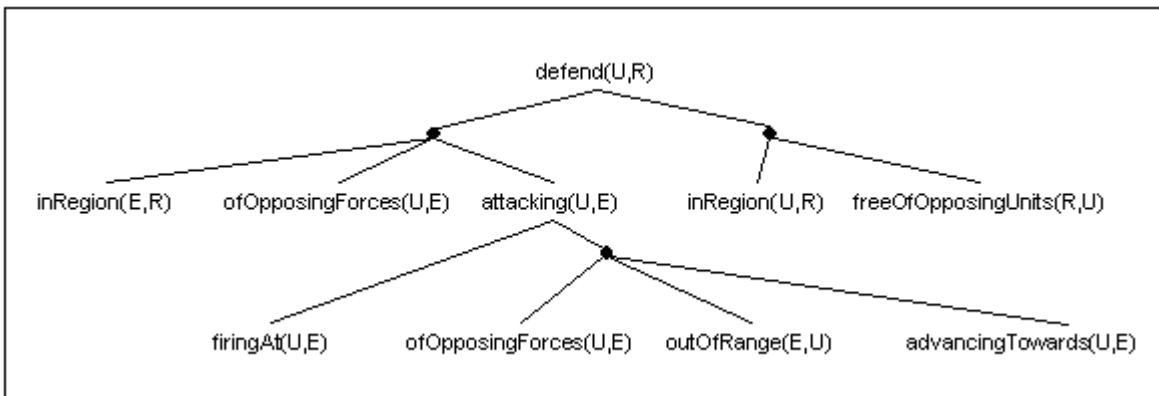 defend(U,R)
inRegion(E,R) ofOpposingForces(U,E) attacking(U,E) inRegion(U,R) freeOfOpposingUnits(R,U)
firingAt(U,E) ofOpposingForces(U,E) outOfRange(E,U) advancingTowards(U,E)